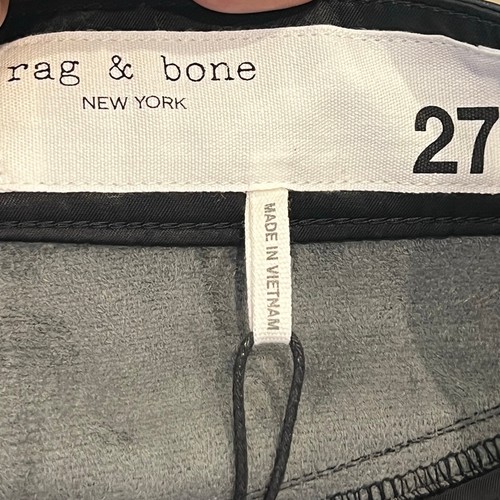 rag & bone
NEW YORK
27
MADE IN VIETNAM